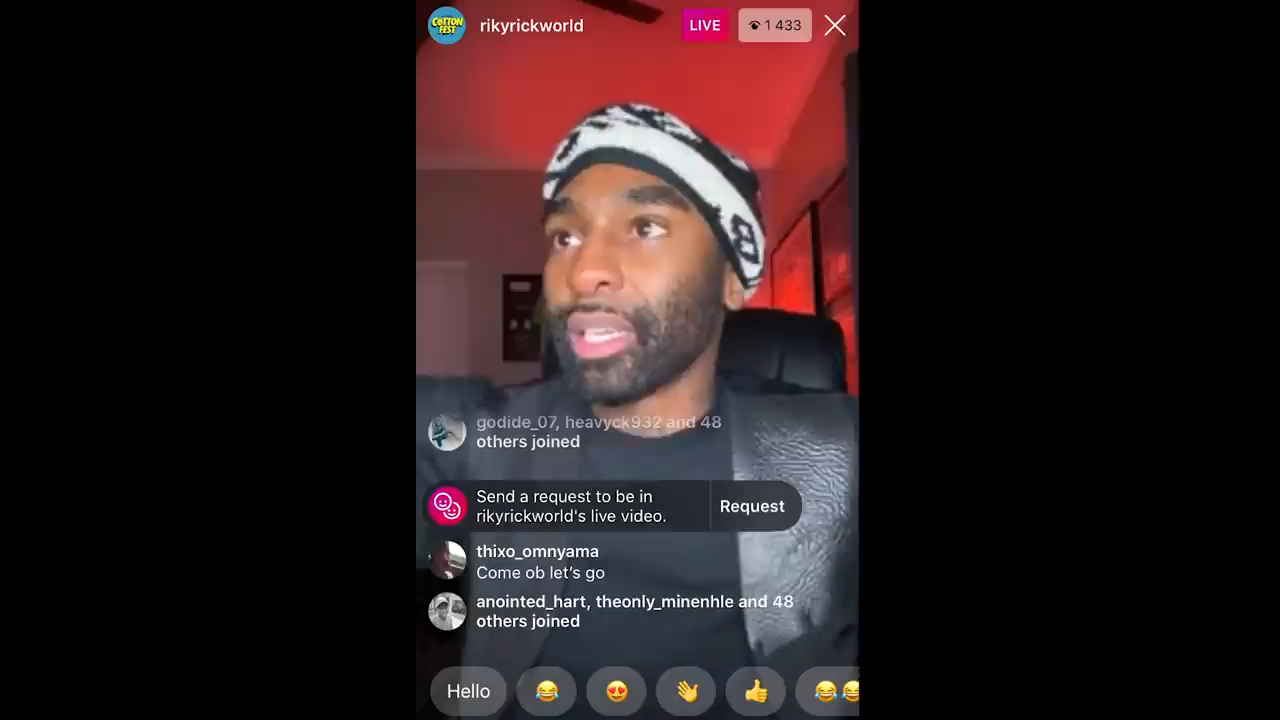 COTTON
FEST
rikyrickworld
LIVE
1 433
B
godide_07, heavyck932 and 48
others joined
Send a request to be in
rikyrickworld's live video.
Request
thixo_omnyama
Come ob let’s go
anointed_hart, theonly_minenhle and 48
others joined
Hello